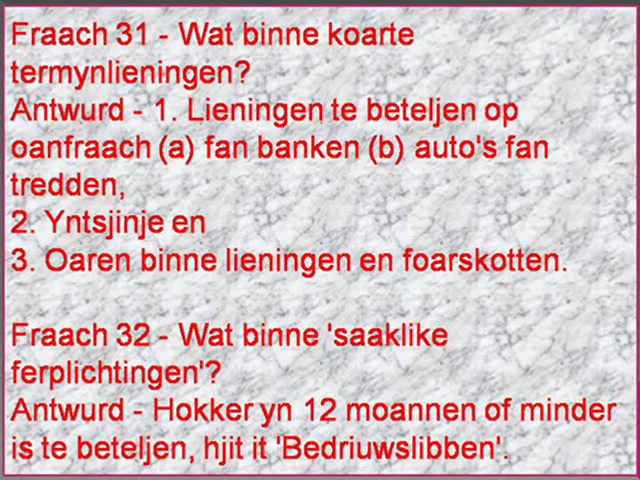 Fraach 31 - Wat binne koarte
termynlieningen?
Antwurd - 1. Lieningen te beteljen op
oanfraach (a) fan banken (b) auto's fan
tredden,
2. Yntsjinje en
3. Oaren binne lieningen en foarskotten.
Fraach 32 - Wat binne 'saaklike
ferplichtingen'?
Antwurd - Hokker yn 12 moannen of minder
is te beteljen, hjit it 'Bedriuwslibben'.